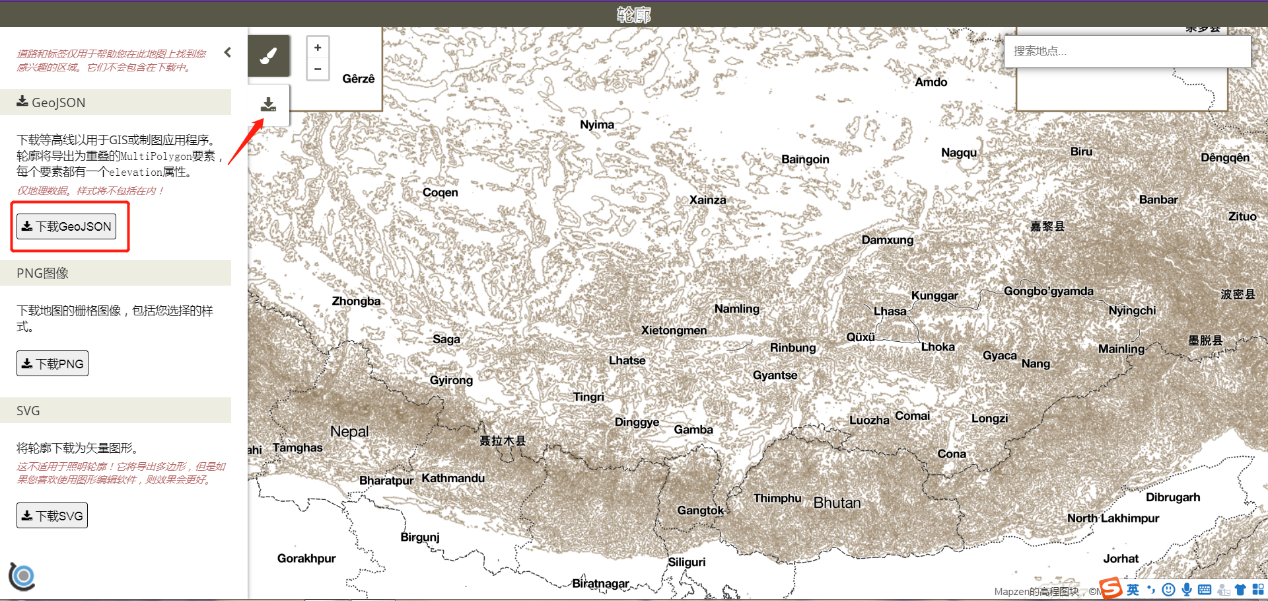 轮廓
道路和标签仅用于帮助您在此地图上找到您
感兴趣的区域。它们不会包含在下载中。
GeoJSON
下载等高线以用于GIS或制图应用程序。
轮廓将导出为重叠的MultiPolygon要素，
每个要素都有一个elevation属性。
仅地理数据，样式将不包括在内！
下载GeoJSON
PNG图像
下载地图的栅格图像，包括您选择的样
式。
下载PNG
SVG
将轮廓下载为矢量图形。
这不适用于照明轮廓！它将导出多边形，但是如
果您喜欢使用图形编辑软件，则效果会更好。
下载SVG
+
−
搜索地点...
Gêrzê
Amdo
Nyima
Baingoin
Nagqu
Biru
Dêngqên
Coqen
Xainza
Banbar
Zituo
嘉黎县
Damxung
Zhongba
Kunggar
Gongbo'gyamda
波密县
Namling
Lhasa
Nyingchi
Xietongmen
Saga
Qüxü
墨脱县
Rinbung
Lhoka
Mainling
Lhatse
Gyaca
Nang
Gyirong
Gyantse
Tingri
Dinggye
Gamba
Luozha
Comai
Longzi
Nepal
聂拉木县
ahi
Tamghas
Cona
Bharatpur
Kathmandu
Thimphu
Bhutan
Dibrugarh
Gangtok
North Lakhimpur
Birgunj
Gorakhpur
Siliguri
Jorhat
Biratnagar
Mapzen的高程图块，©M
英